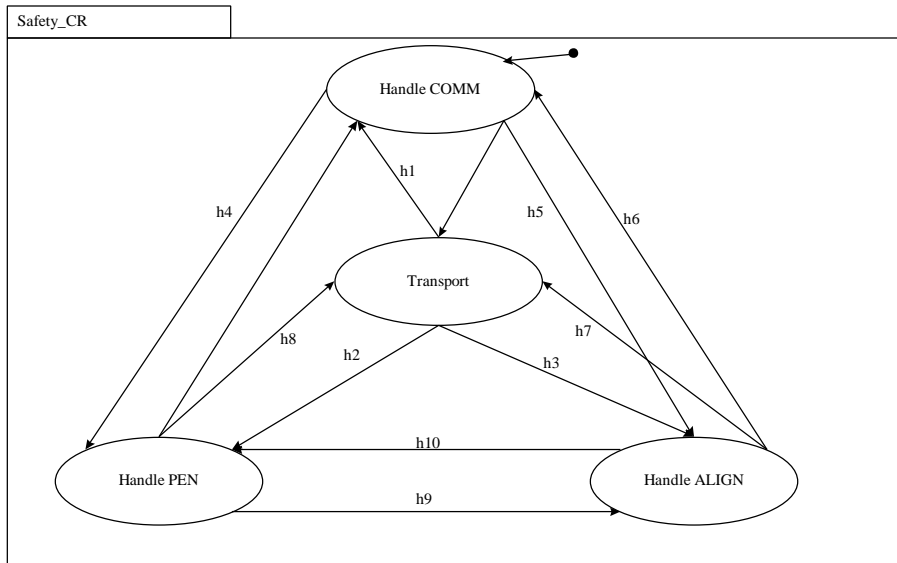 Safety_CR
Handle COMM
h1
h4
h5
h6
Transport
h8
h2
h3
h7
h10
Handle PEN
Handle ALIGN
h9